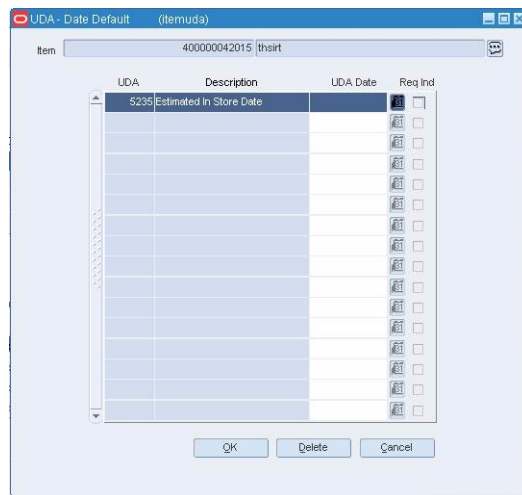 UDA - Date Default (itemuda)
Item 400000042015 thsirt
UDA Description UDA Date Req Ind
5235 Estimated In Store Date
OK Delete Cancel